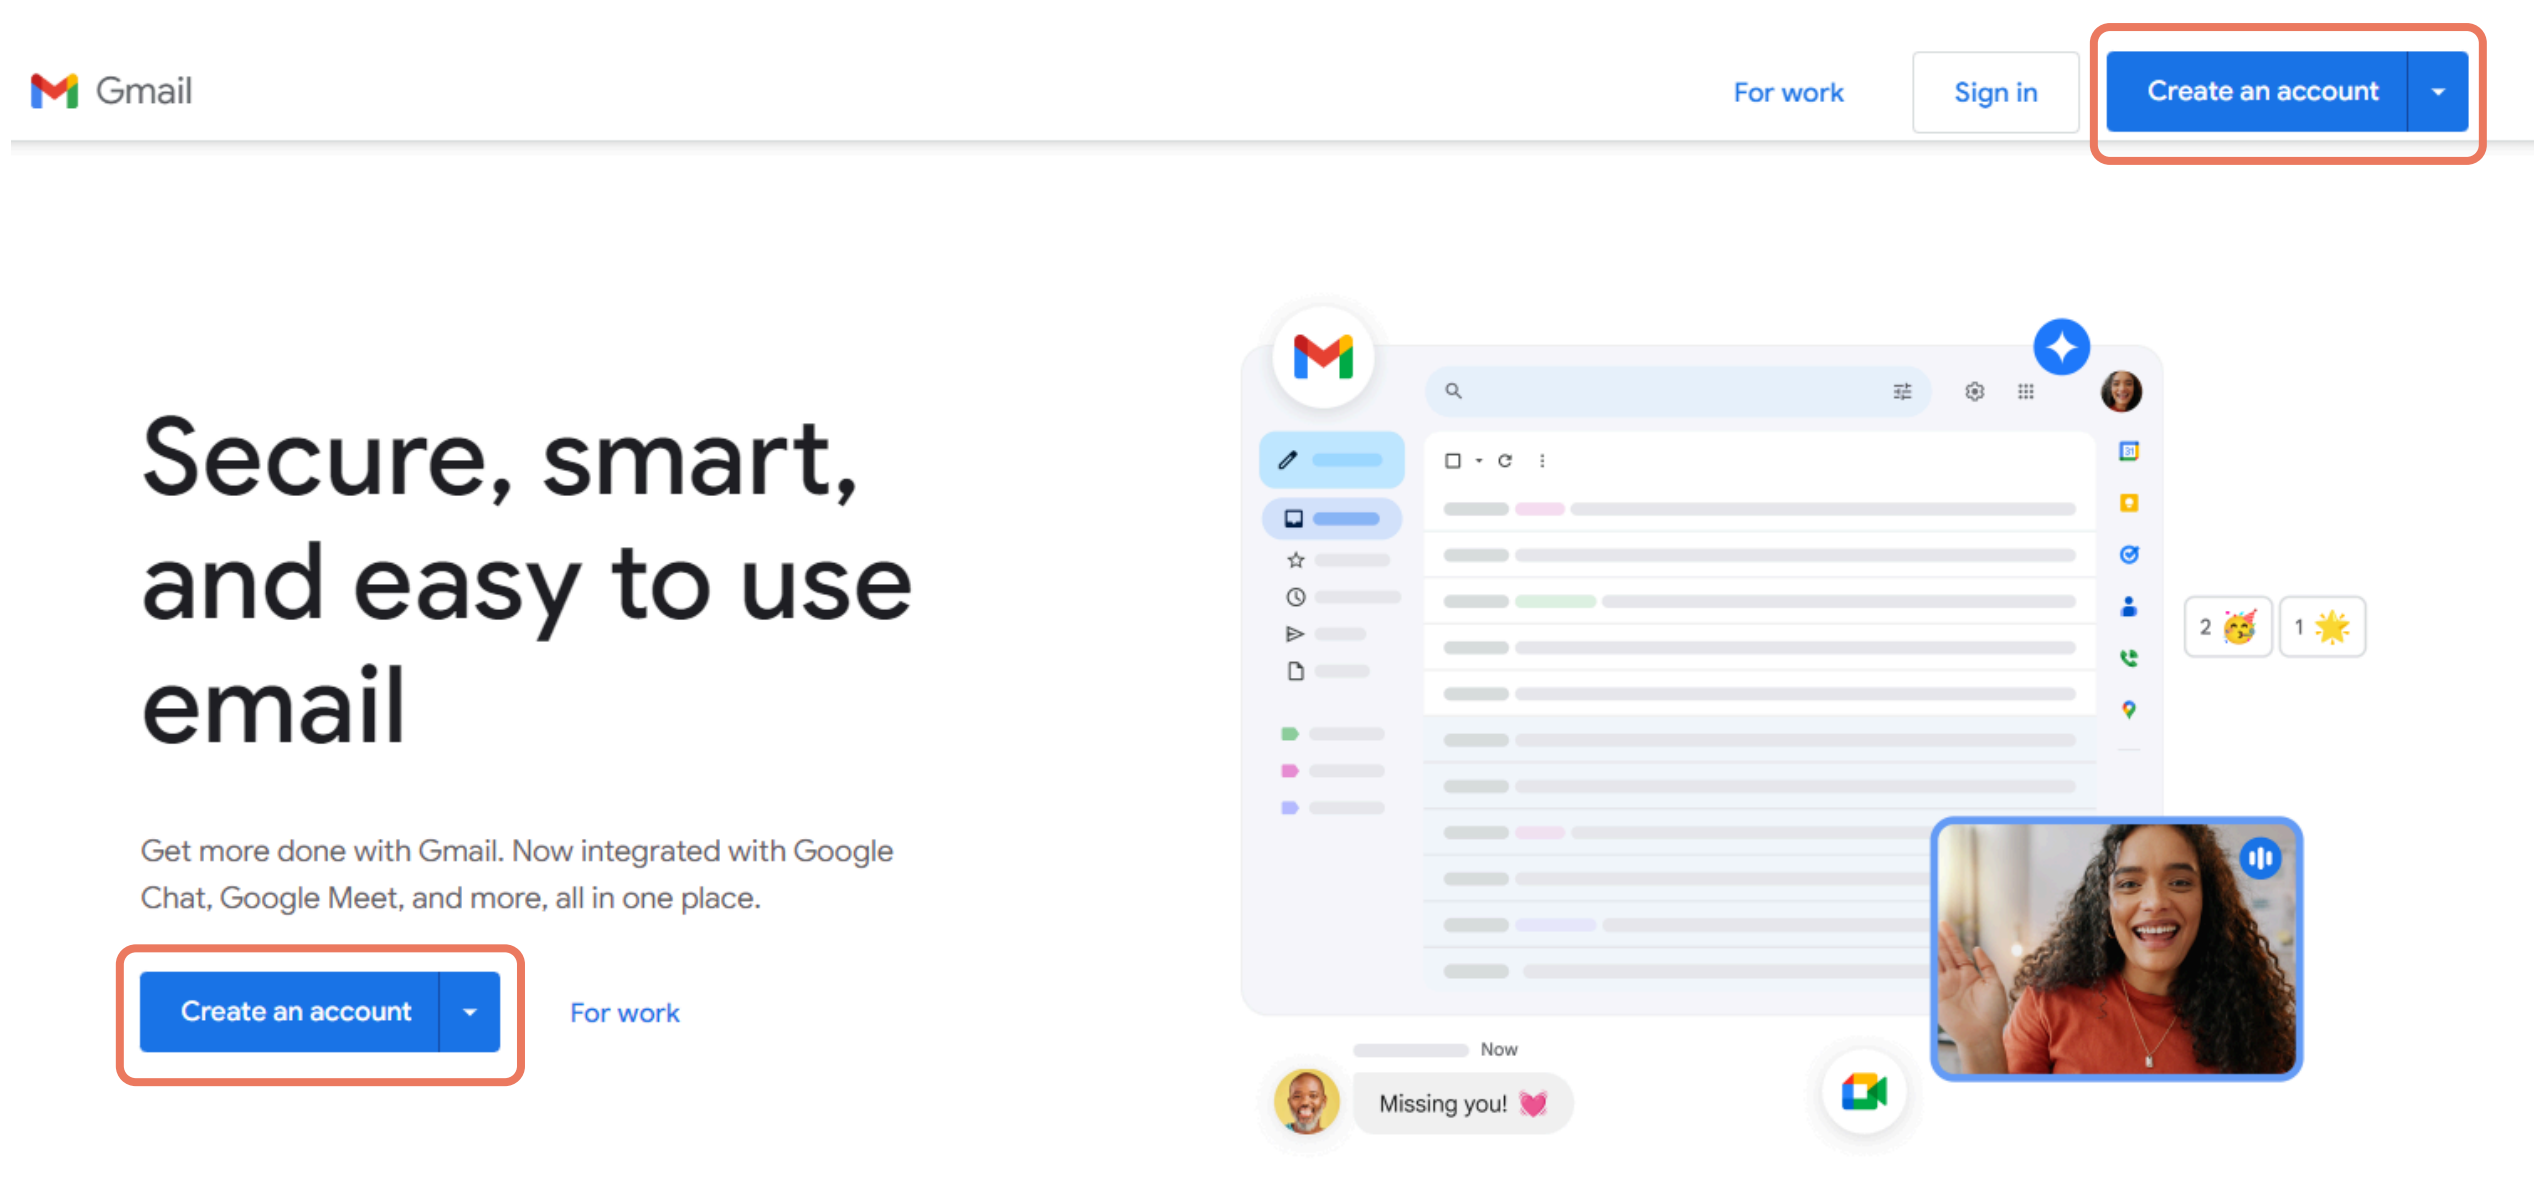 Gmail
For work
Sign in
Create an account
Secure, smart,
and easy to use
email
Get more done with Gmail. Now integrated with Google
Chat, Google Meet, and more, all in one place.
Create an account
For work
31
2 🥳
1 🌟
Now
Missing you! 💓